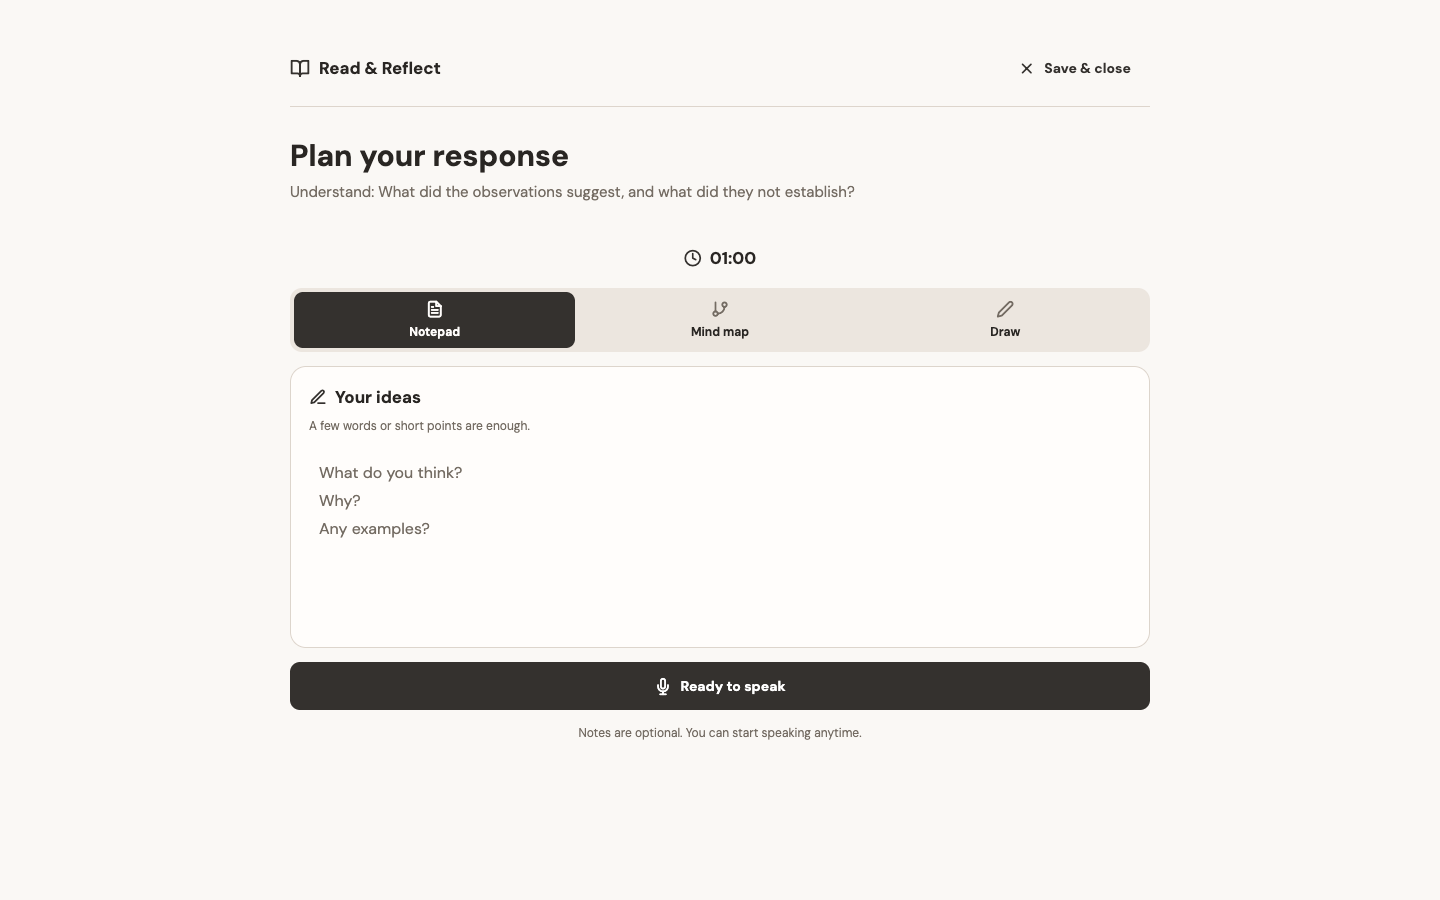 Read & Reflect
Save & close
Plan your response
Understand: What did the observations suggest, and what did they not establish?
01:00
Notepad
Mind map
Draw
Your ideas
A few words or short points are enough.
What do you think?
Why?
Any examples?
Ready to speak
Notes are optional. You can start speaking anytime.